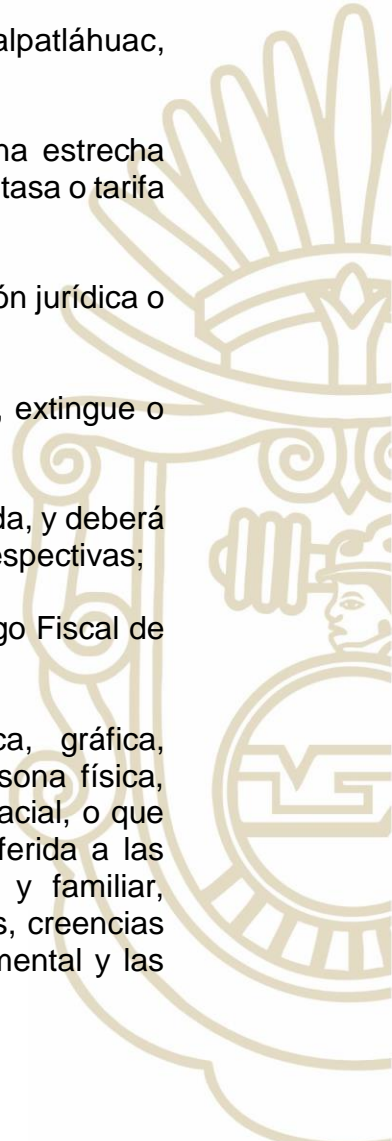 alpatláhuac,
na estrecha
tasa o tarifa
ón jurídica o
, extingue o
da, y deberá
espectivas;
go Fiscal de
ca, gráfica,
sona física,
acial, o que
ferida a las
y familiar,
s, creencias
mental y las